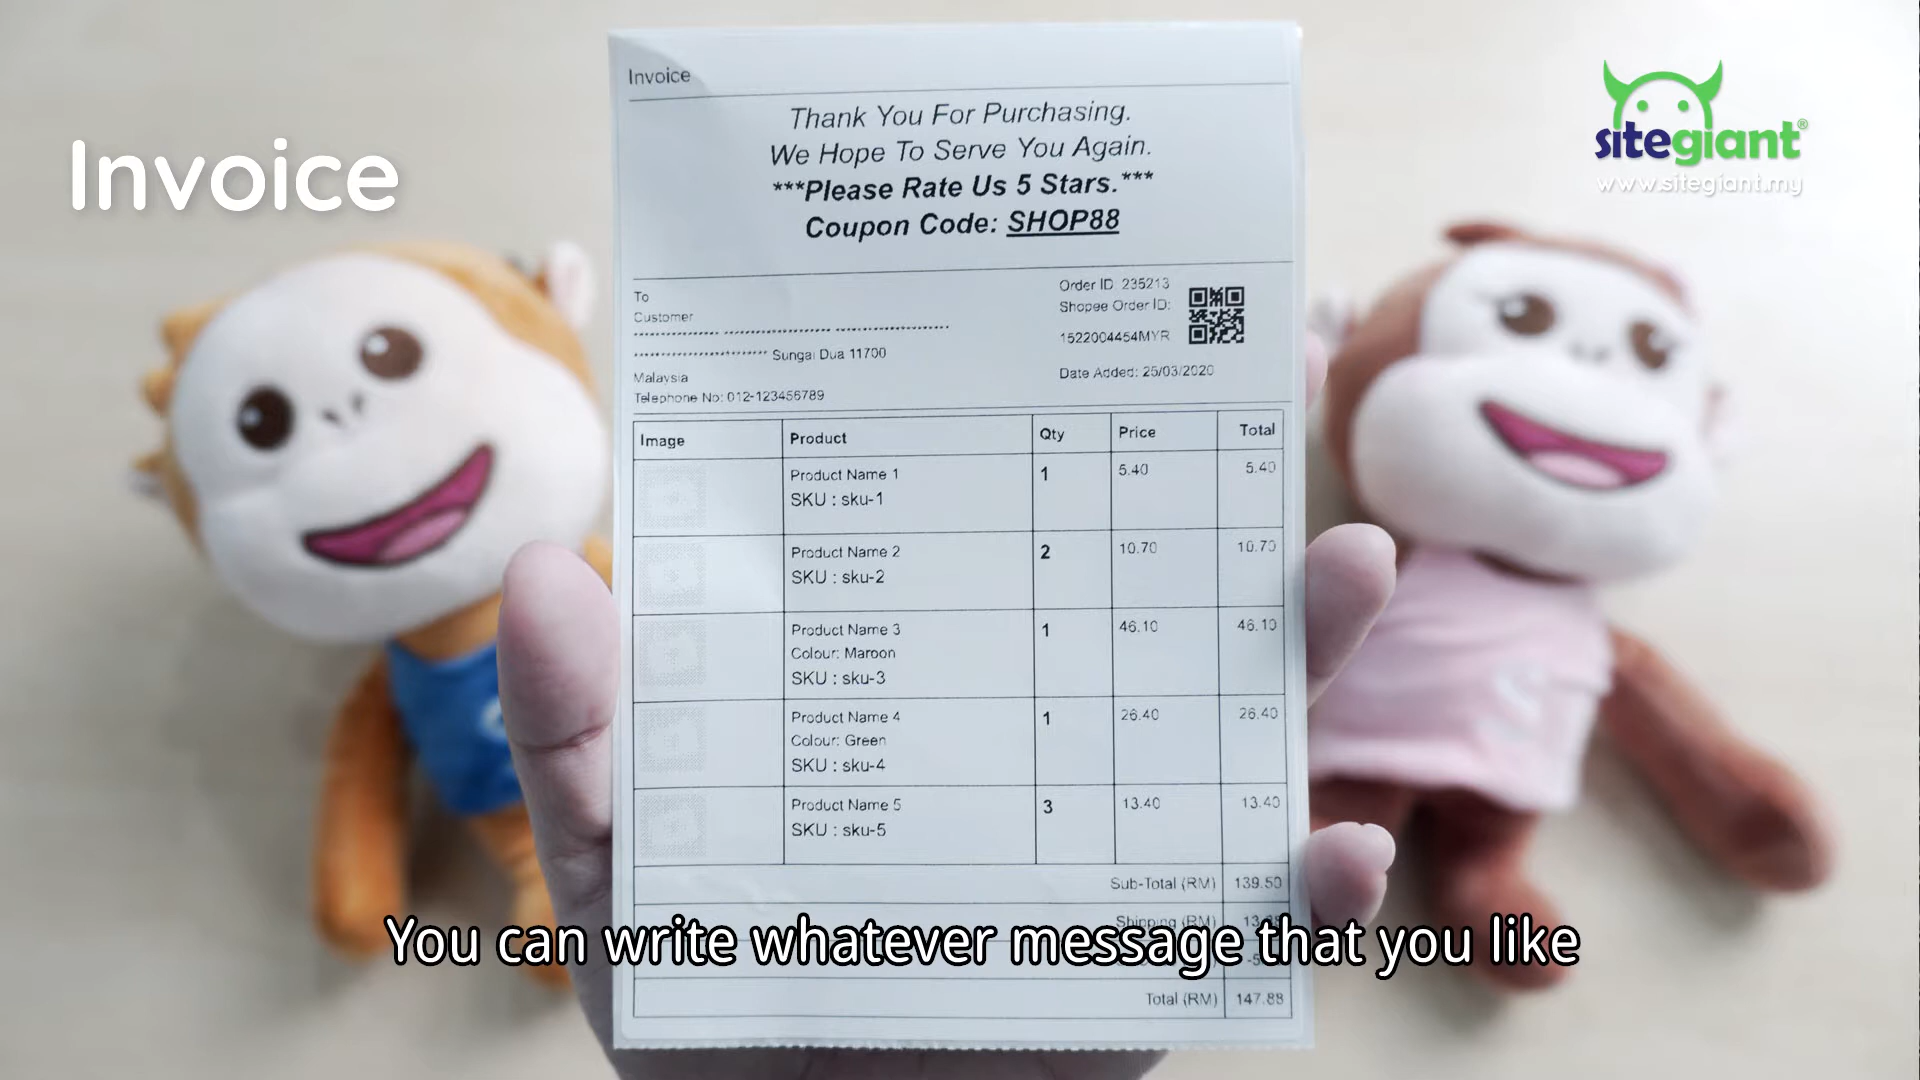 Invoice
sitegiant®
www.sitegiant.my
Invoice
Thank You For Purchasing.
We Hope To Serve You Again.
***Please Rate Us 5 Stars.***
Coupon Code: SHOP88
To
Customer
Sungai Dua 11700
Malaysia
Telephone No: 012-123456789
Order ID: 235213
Shopee Order ID:
1522004454MYR
Date Added: 25/03/2020
Image Product Qty Price Total
Product Name 1 1 5.40 5.40
SKU : sku-1
Product Name 2 2 10.70 10.70
SKU : sku-2
Product Name 3 1 46.10 46.10
Colour: Maroon
SKU : sku-3
Product Name 4 1 26.40 26.40
Colour: Green
SKU : sku-4
Product Name 5 3 13.40 13.40
SKU : sku-5
Sub-Total (RM) 139.50
Shipping (RM)
You can write whatever message that you like
Total (RM) 147.88